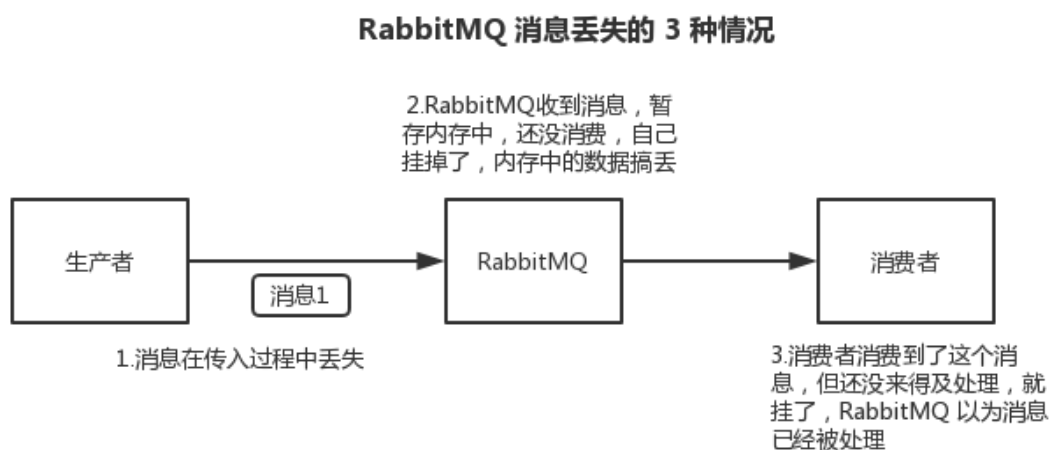 RabbitMQ 消息丢失的 3 种情况
2.RabbitMQ收到消息，暂
存内存中，还没消费，自己
挂掉了，内存中的数据搞丢
生产者
RabbitMQ
消费者
消息1
1.消息在传入过程中丢失
3.消费者消费到了这个消
息，但还没来得及处理，就
挂了，RabbitMQ 以为消息
已经被处理